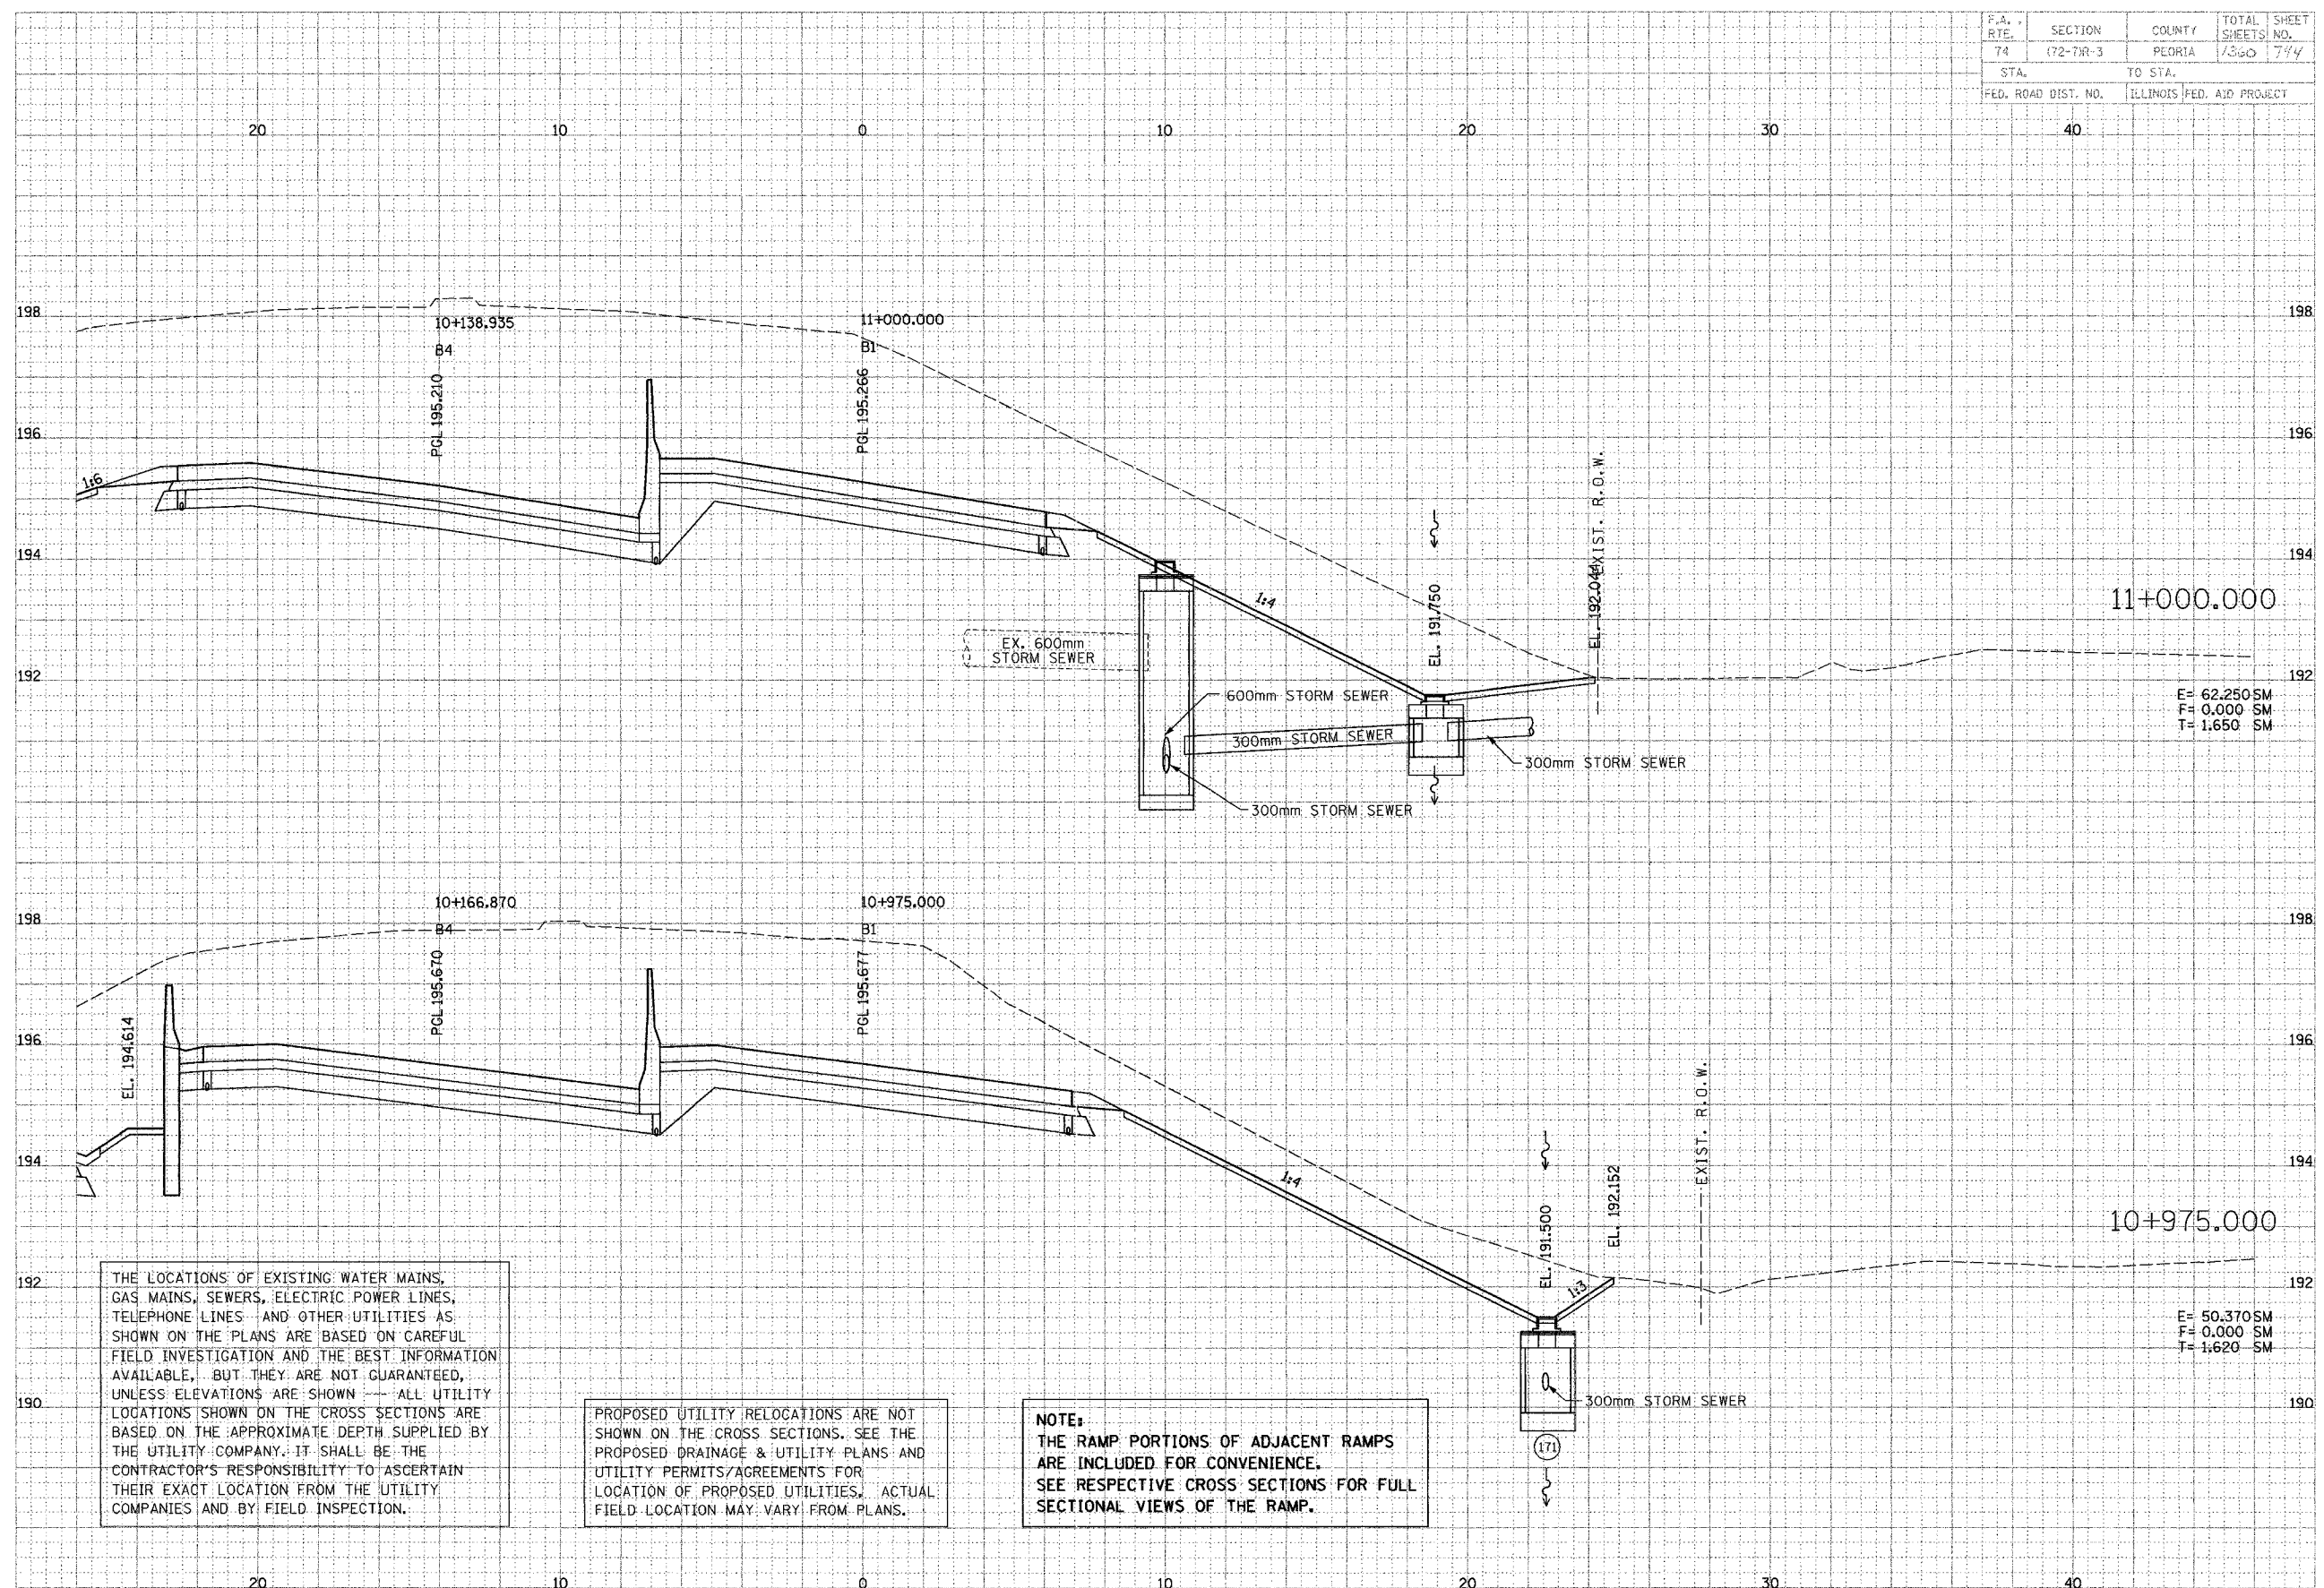 F.A. RTE. SECTION COUNTY TOTAL SHEETS SHEET NO.
74 (72-7)R-3 PEORIA 1360
STA. TO STA.
FED. ROAD DIST. NO. ILLINOIS FED. AID PROJECT
20 10 0 10 20 30 40
198 198
10+138.935
B4
PGL 195.210
11+000.000
B1
PGL 195.266
196 196
1:6
194 194
EXIST. R.O.W.
EL. 192.044
EL. 191.750
1:4
11+000.000
EX. 600mm
STORM SEWER
192 192
600mm STORM SEWER
300mm STORM SEWER
300mm STORM SEWER
300mm STORM SEWER
E= 62.250 SM
F= 0.000 SM
T= 1.650 SM
198 198
10+166.870
B4
PGL 195.670
10+975.000
B1
PGL 195.677
196 196
EL. 194.614
194 194
1:4
EL. 191.500
EL. 192.152
EXIST. R.O.W.
1:3
10+975.000
192 192
E= 50.370 SM
F= 0.000 SM
T= 1.620 SM
190 190
300mm STORM SEWER
171
THE LOCATIONS OF EXISTING WATER MAINS,
GAS MAINS, SEWERS, ELECTRIC POWER LINES,
TELEPHONE LINES AND OTHER UTILITIES AS
SHOWN ON THE PLANS ARE BASED ON CAREFUL
FIELD INVESTIGATION AND THE BEST INFORMATION
AVAILABLE, BUT THEY ARE NOT GUARANTEED,
UNLESS ELEVATIONS ARE SHOWN --- ALL UTILITY
LOCATIONS SHOWN ON THE CROSS SECTIONS ARE
BASED ON THE APPROXIMATE DEPTH SUPPLIED BY
THE UTILITY COMPANY. IT SHALL BE THE
CONTRACTOR'S RESPONSIBILITY TO ASCERTAIN
THEIR EXACT LOCATION FROM THE UTILITY
COMPANIES AND BY FIELD INSPECTION.
PROPOSED UTILITY RELOCATIONS ARE NOT
SHOWN ON THE CROSS SECTIONS. SEE THE
PROPOSED DRAINAGE & UTILITY PLANS AND
UTILITY PERMITS/AGREEMENTS FOR
LOCATION OF PROPOSED UTILITIES. ACTUAL
FIELD LOCATION MAY VARY FROM PLANS.
NOTE:
THE RAMP PORTIONS OF ADJACENT RAMPS
ARE INCLUDED FOR CONVENIENCE.
SEE RESPECTIVE CROSS SECTIONS FOR FULL
SECTIONAL VIEWS OF THE RAMP.
20 10 0 10 20 30 40